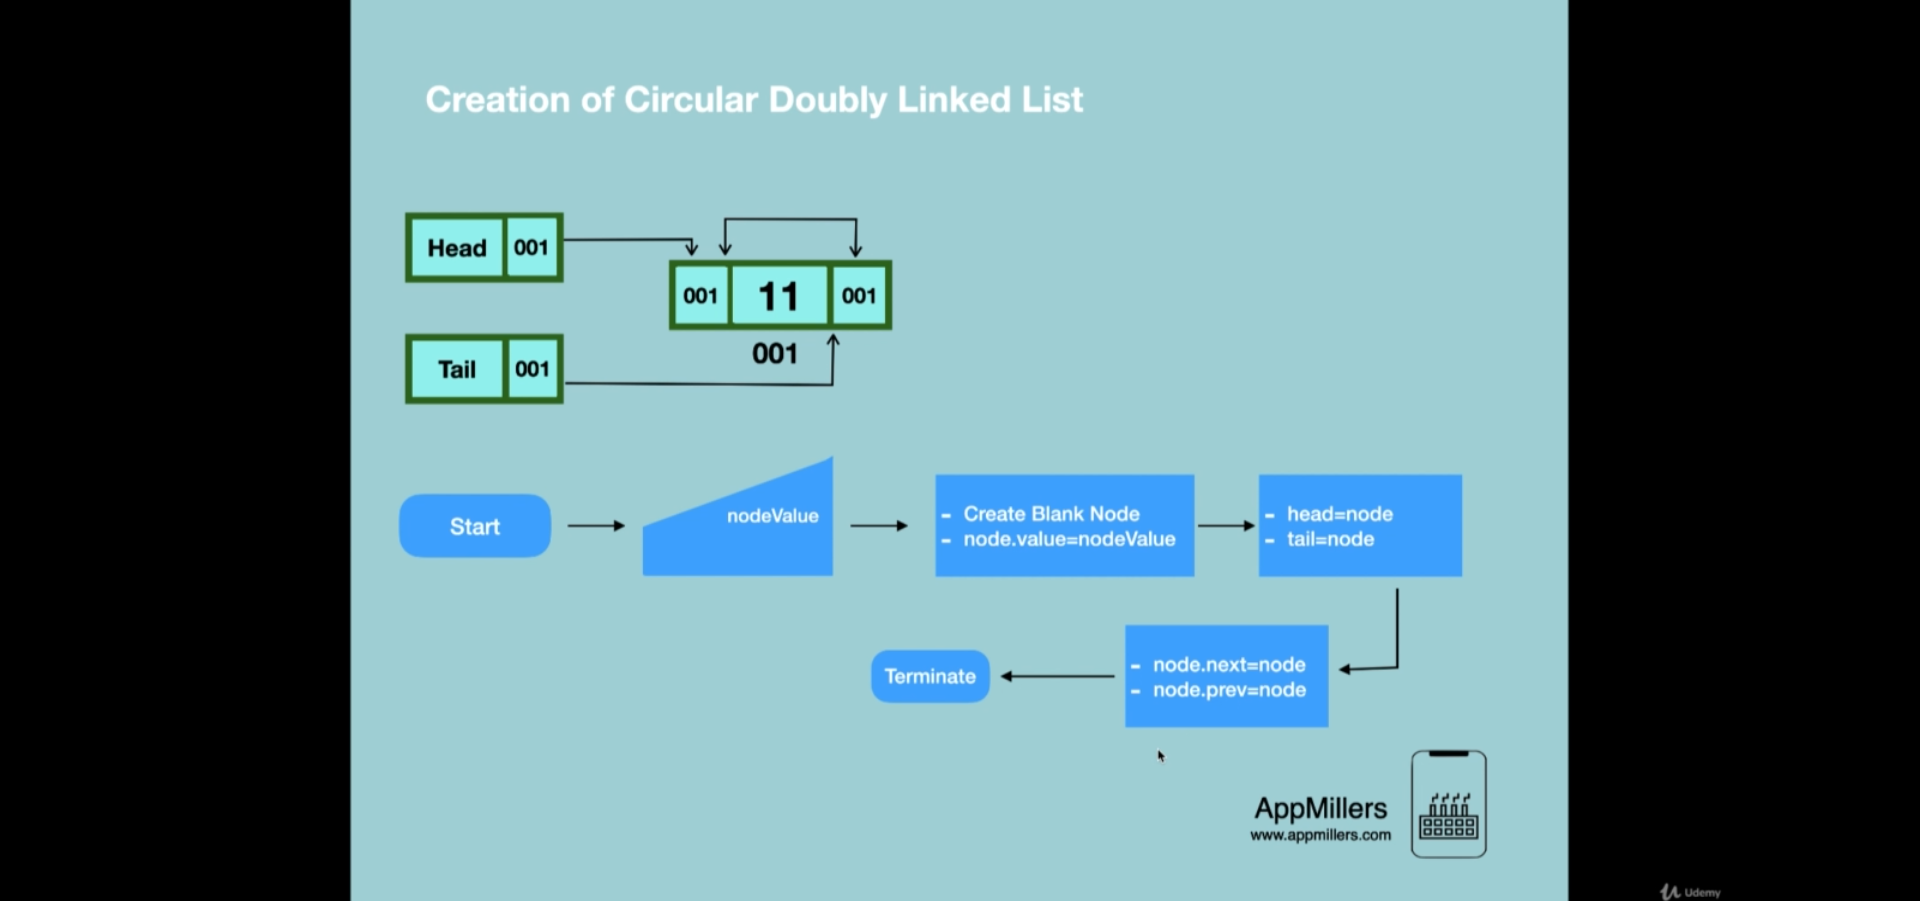 Creation of Circular Doubly Linked List
Head 001
001 11 001
001
Tail 001
Start
nodeValue
- Create Blank Node
- node.value=nodeValue
- head=node
- tail=node
- node.next=node
- node.prev=node
Terminate
AppMillers
www.appmillers.com
Udemy